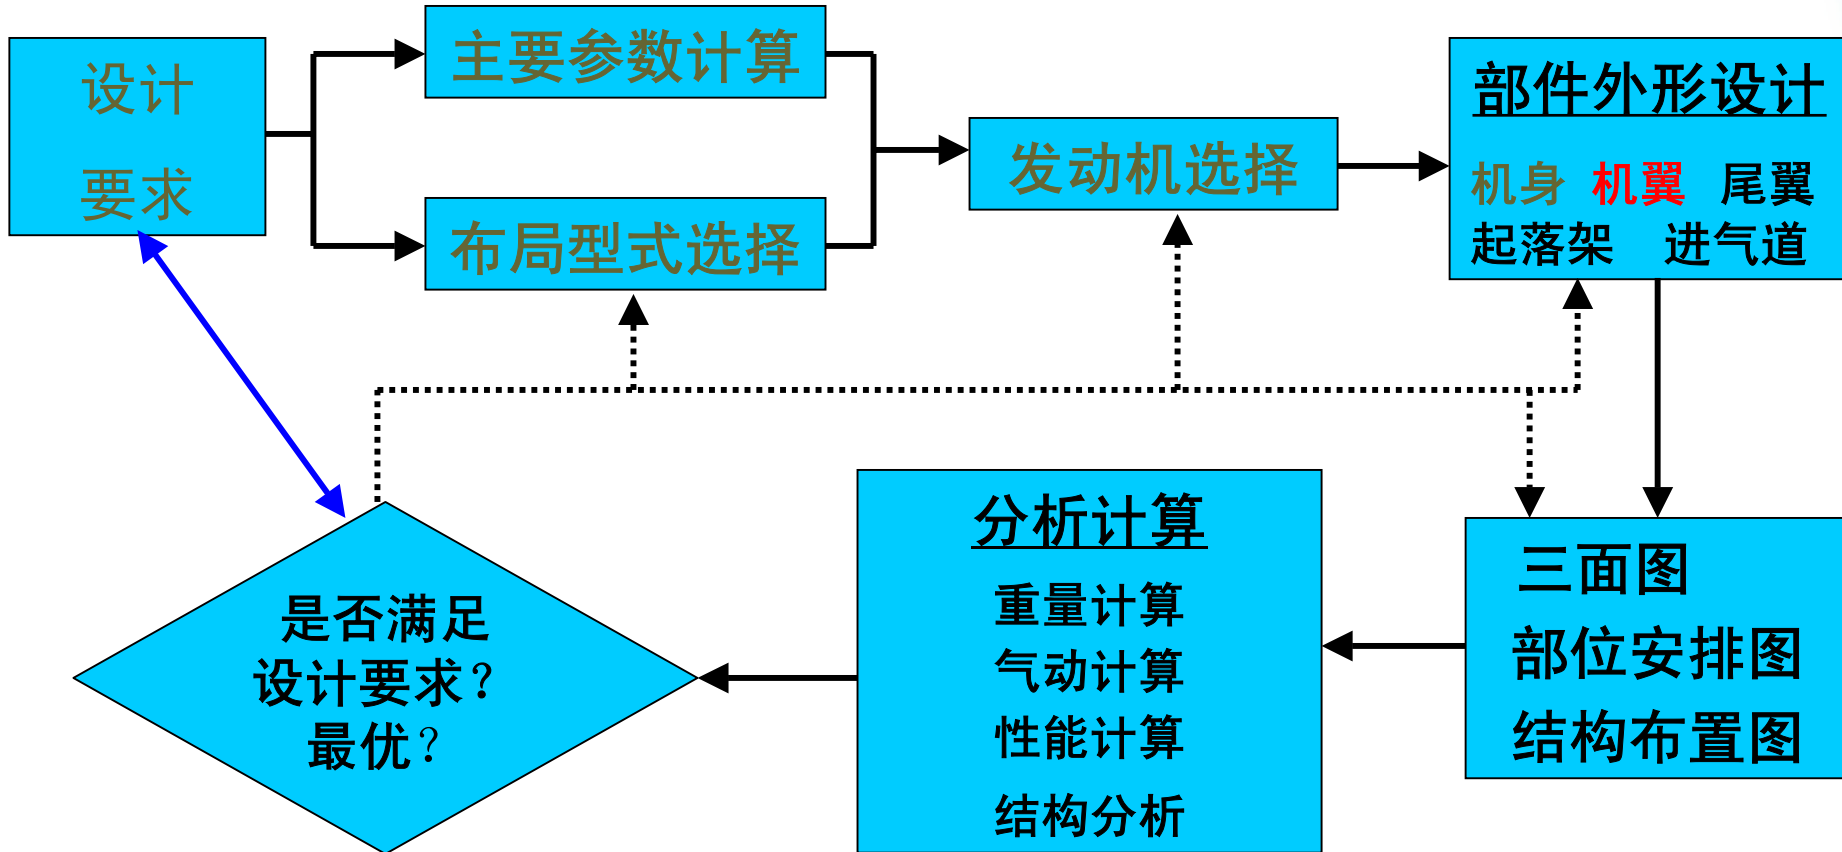 设计
要求
主要参数计算
布局型式选择
发动机选择
部件外形设计
机身 机翼 尾翼
起落架 进气道
三面图
部位安排图
结构布置图
分析计算
重量计算
气动计算
性能计算
结构分析
是否满足
设计要求？
最优？